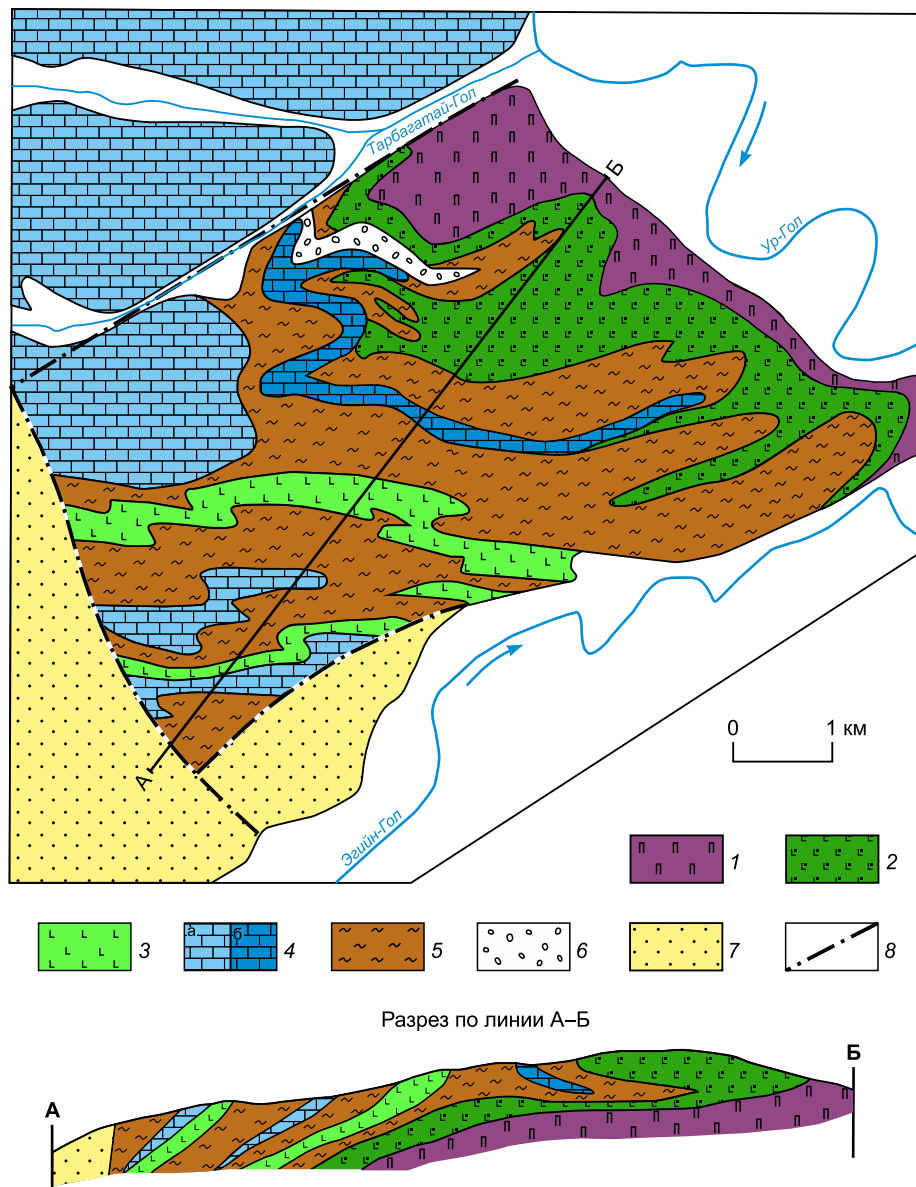 Тарбагатай-Гол
Ур-Гол
Б
А
Эгийн-Гол
0 1 км
1 2
3 а б 4 5 6 7 8
Разрез по линии А–Б
А Б